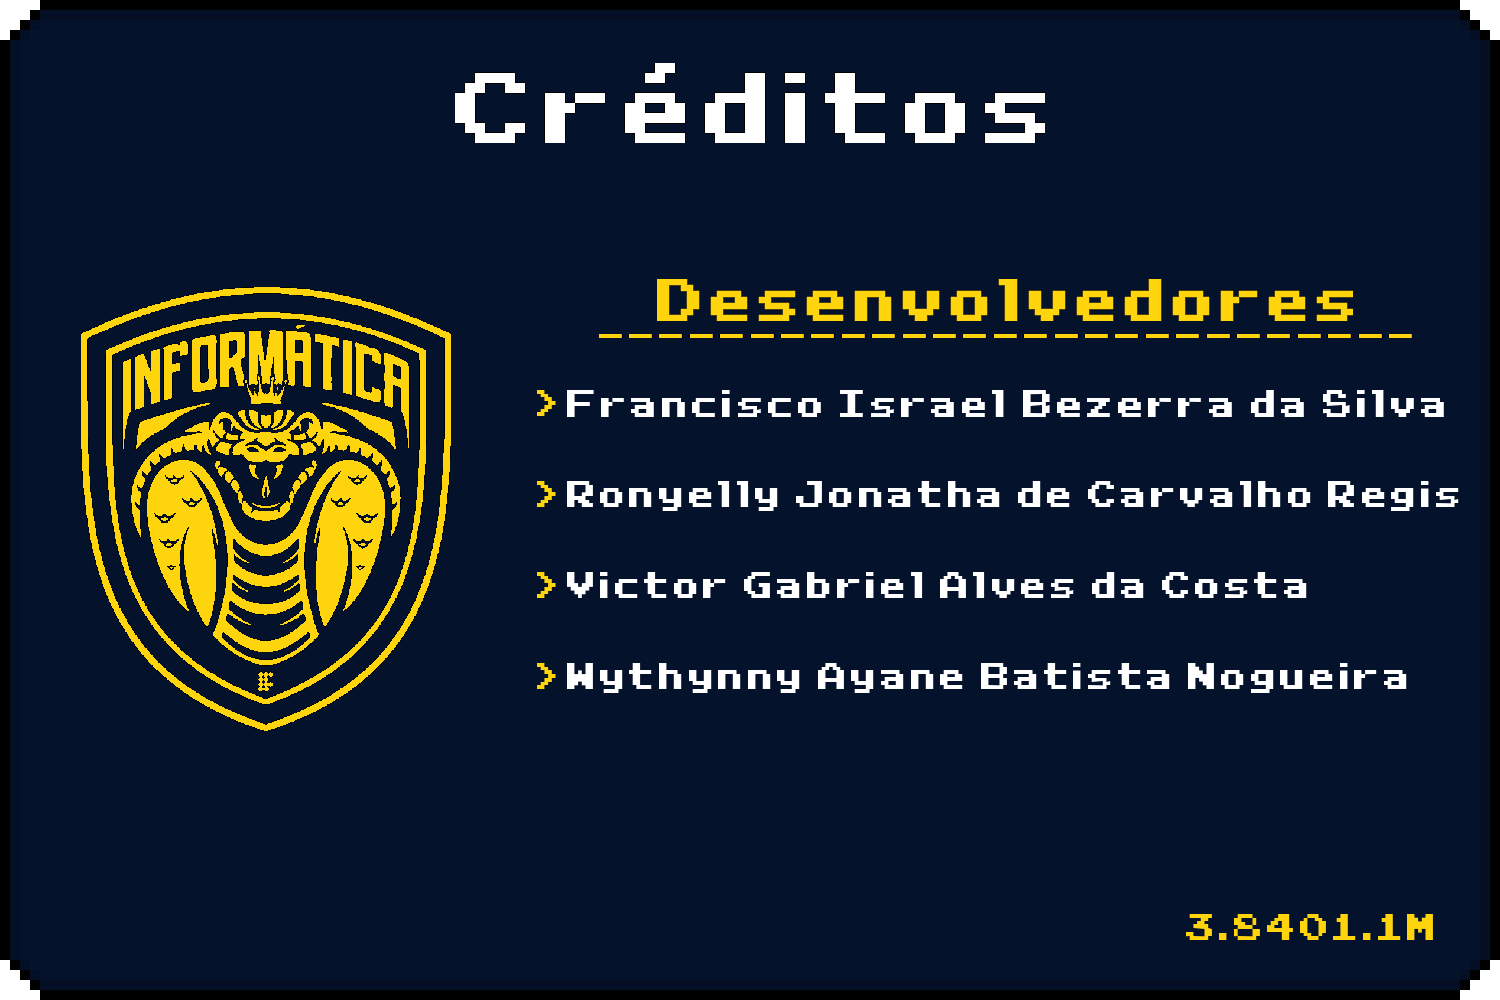 Créditos
INFORMÁTICA
Desenvolvedores
>Francisco Israel Bezerra da Silva
>Ronyelly Jonatha de Carvalho Regis
>Victor Gabriel Alves da Costa
>Wythynny Ayane Batista Nogueira
3.8401.1M